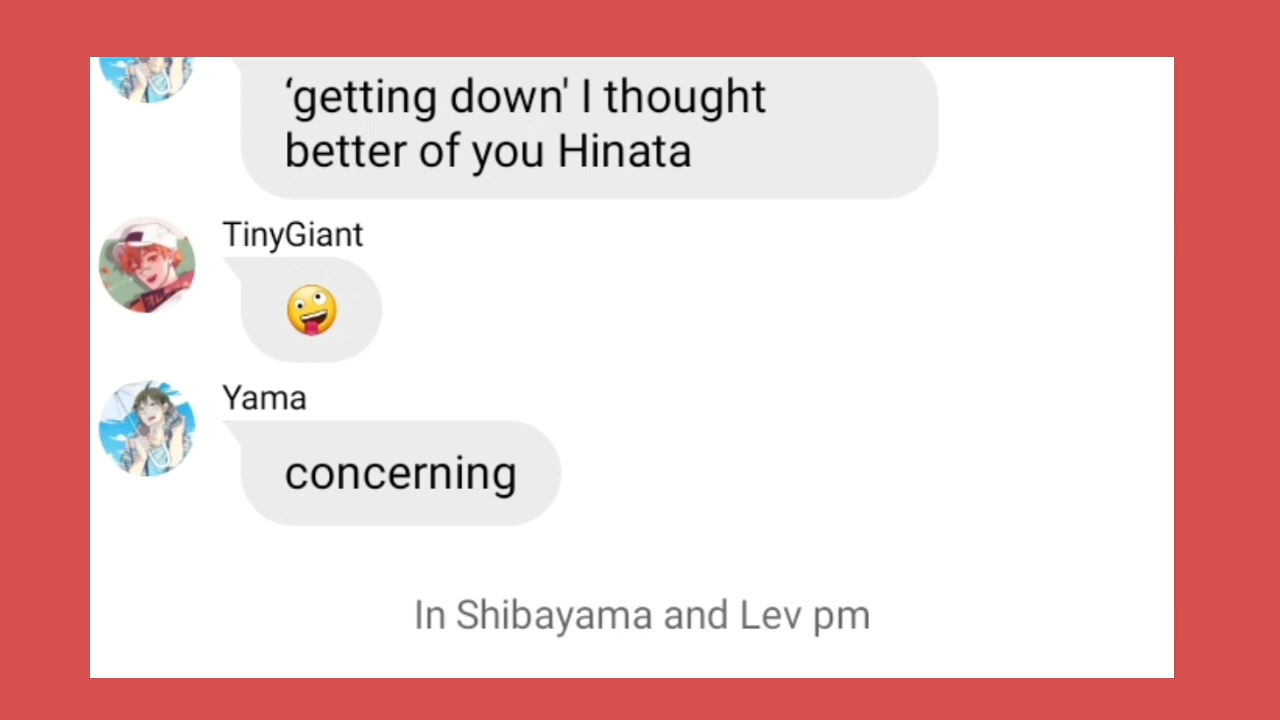 ‘getting down' I thought
better of you Hinata
TinyGiant
🤪
Yama
concerning
In Shibayama and Lev pm